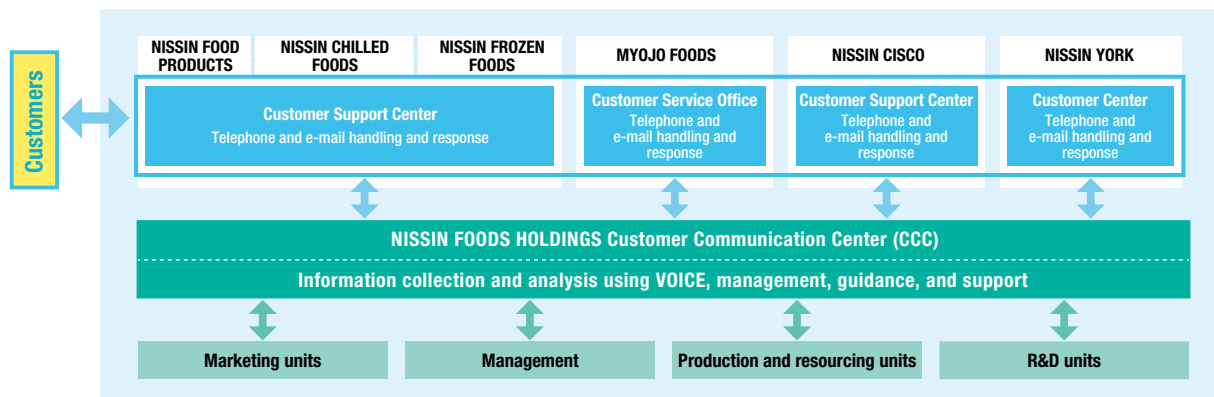 Customers
NISSIN FOOD
PRODUCTS
NISSIN CHILLED
FOODS
NISSIN FROZEN
FOODS
MYOJO FOODS
NISSIN CISCO
NISSIN YORK
Customer Support Center
Telephone and e-mail handling and response
Customer Service Office
Telephone and
e-mail handling and
response
Customer Support Center
Telephone and
e-mail handling and
response
Customer Center
Telephone and
e-mail handling and
response
NISSIN FOODS HOLDINGS Customer Communication Center (CCC)
Information collection and analysis using VOICE, management, guidance, and support
Marketing units
Management
Production and resourcing units
R&D units